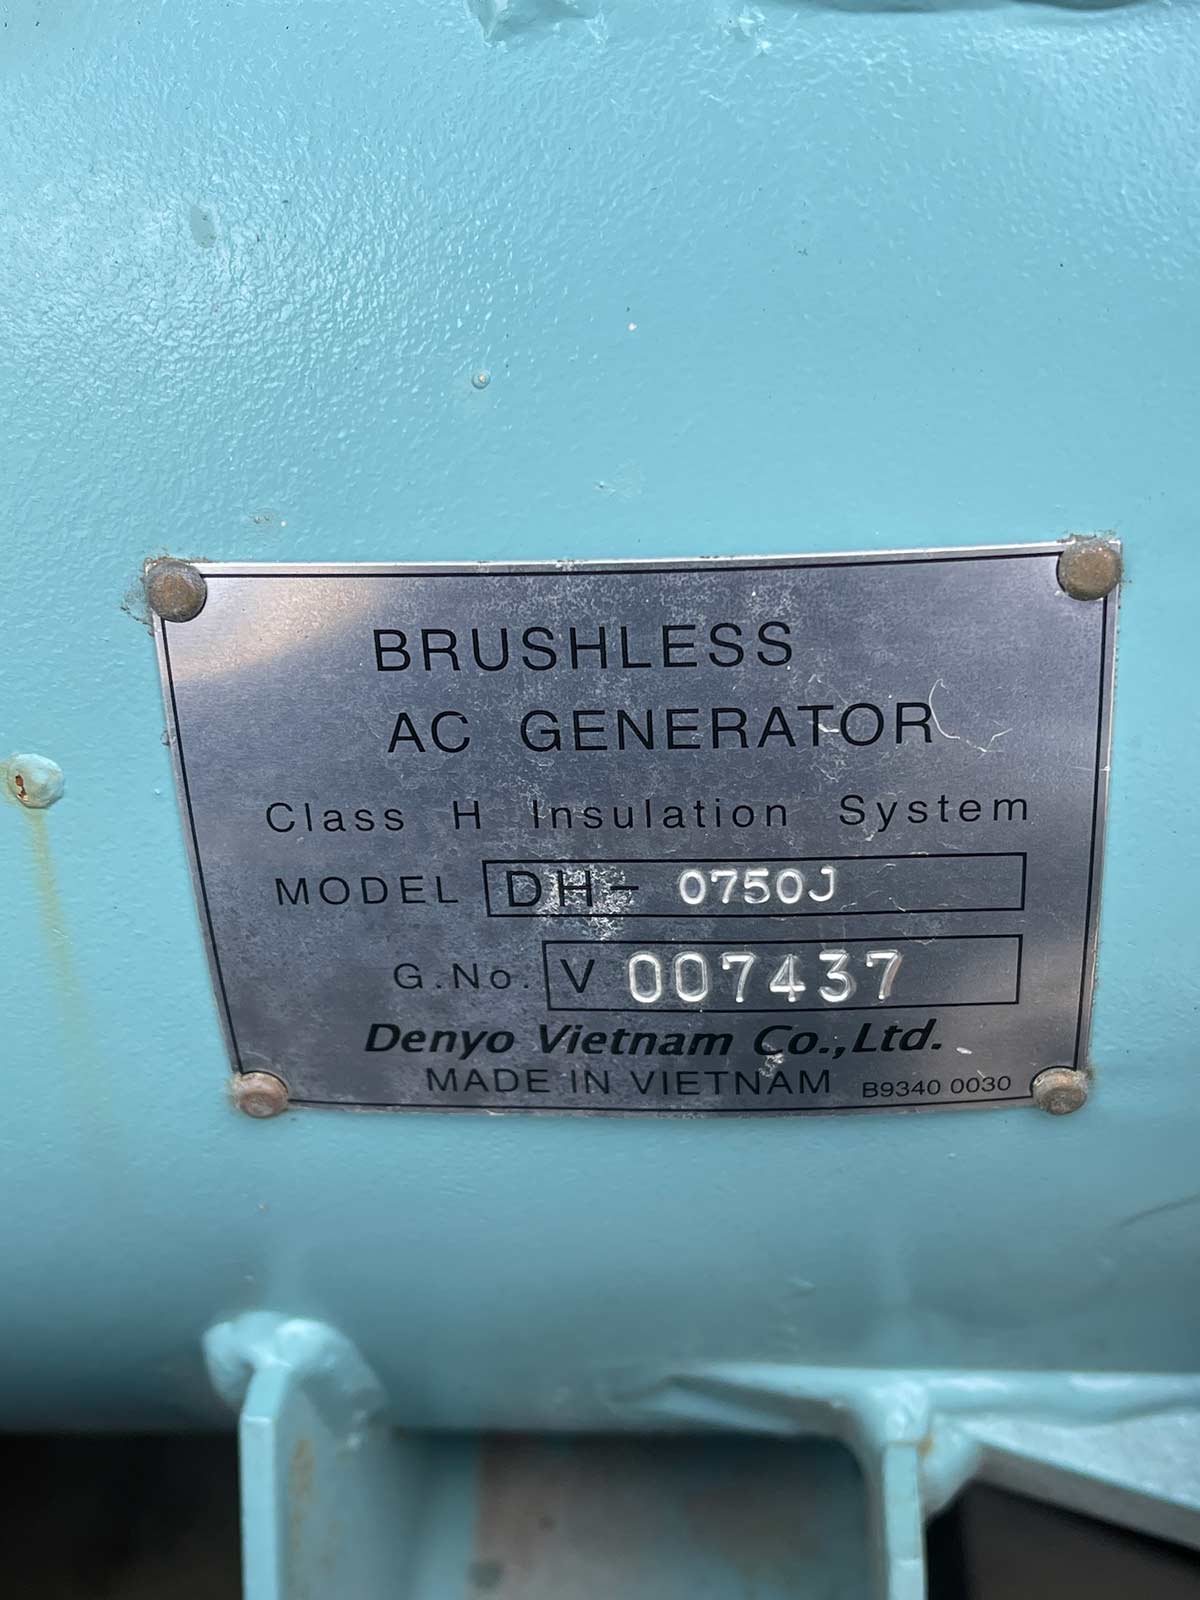 BRUSHLESS
AC GENERATOR
Class H Insulation System
MODEL DH- 0750J
G.No. V 007437
Denyo Vietnam Co.,Ltd.
MADE IN VIETNAM B9340 0030